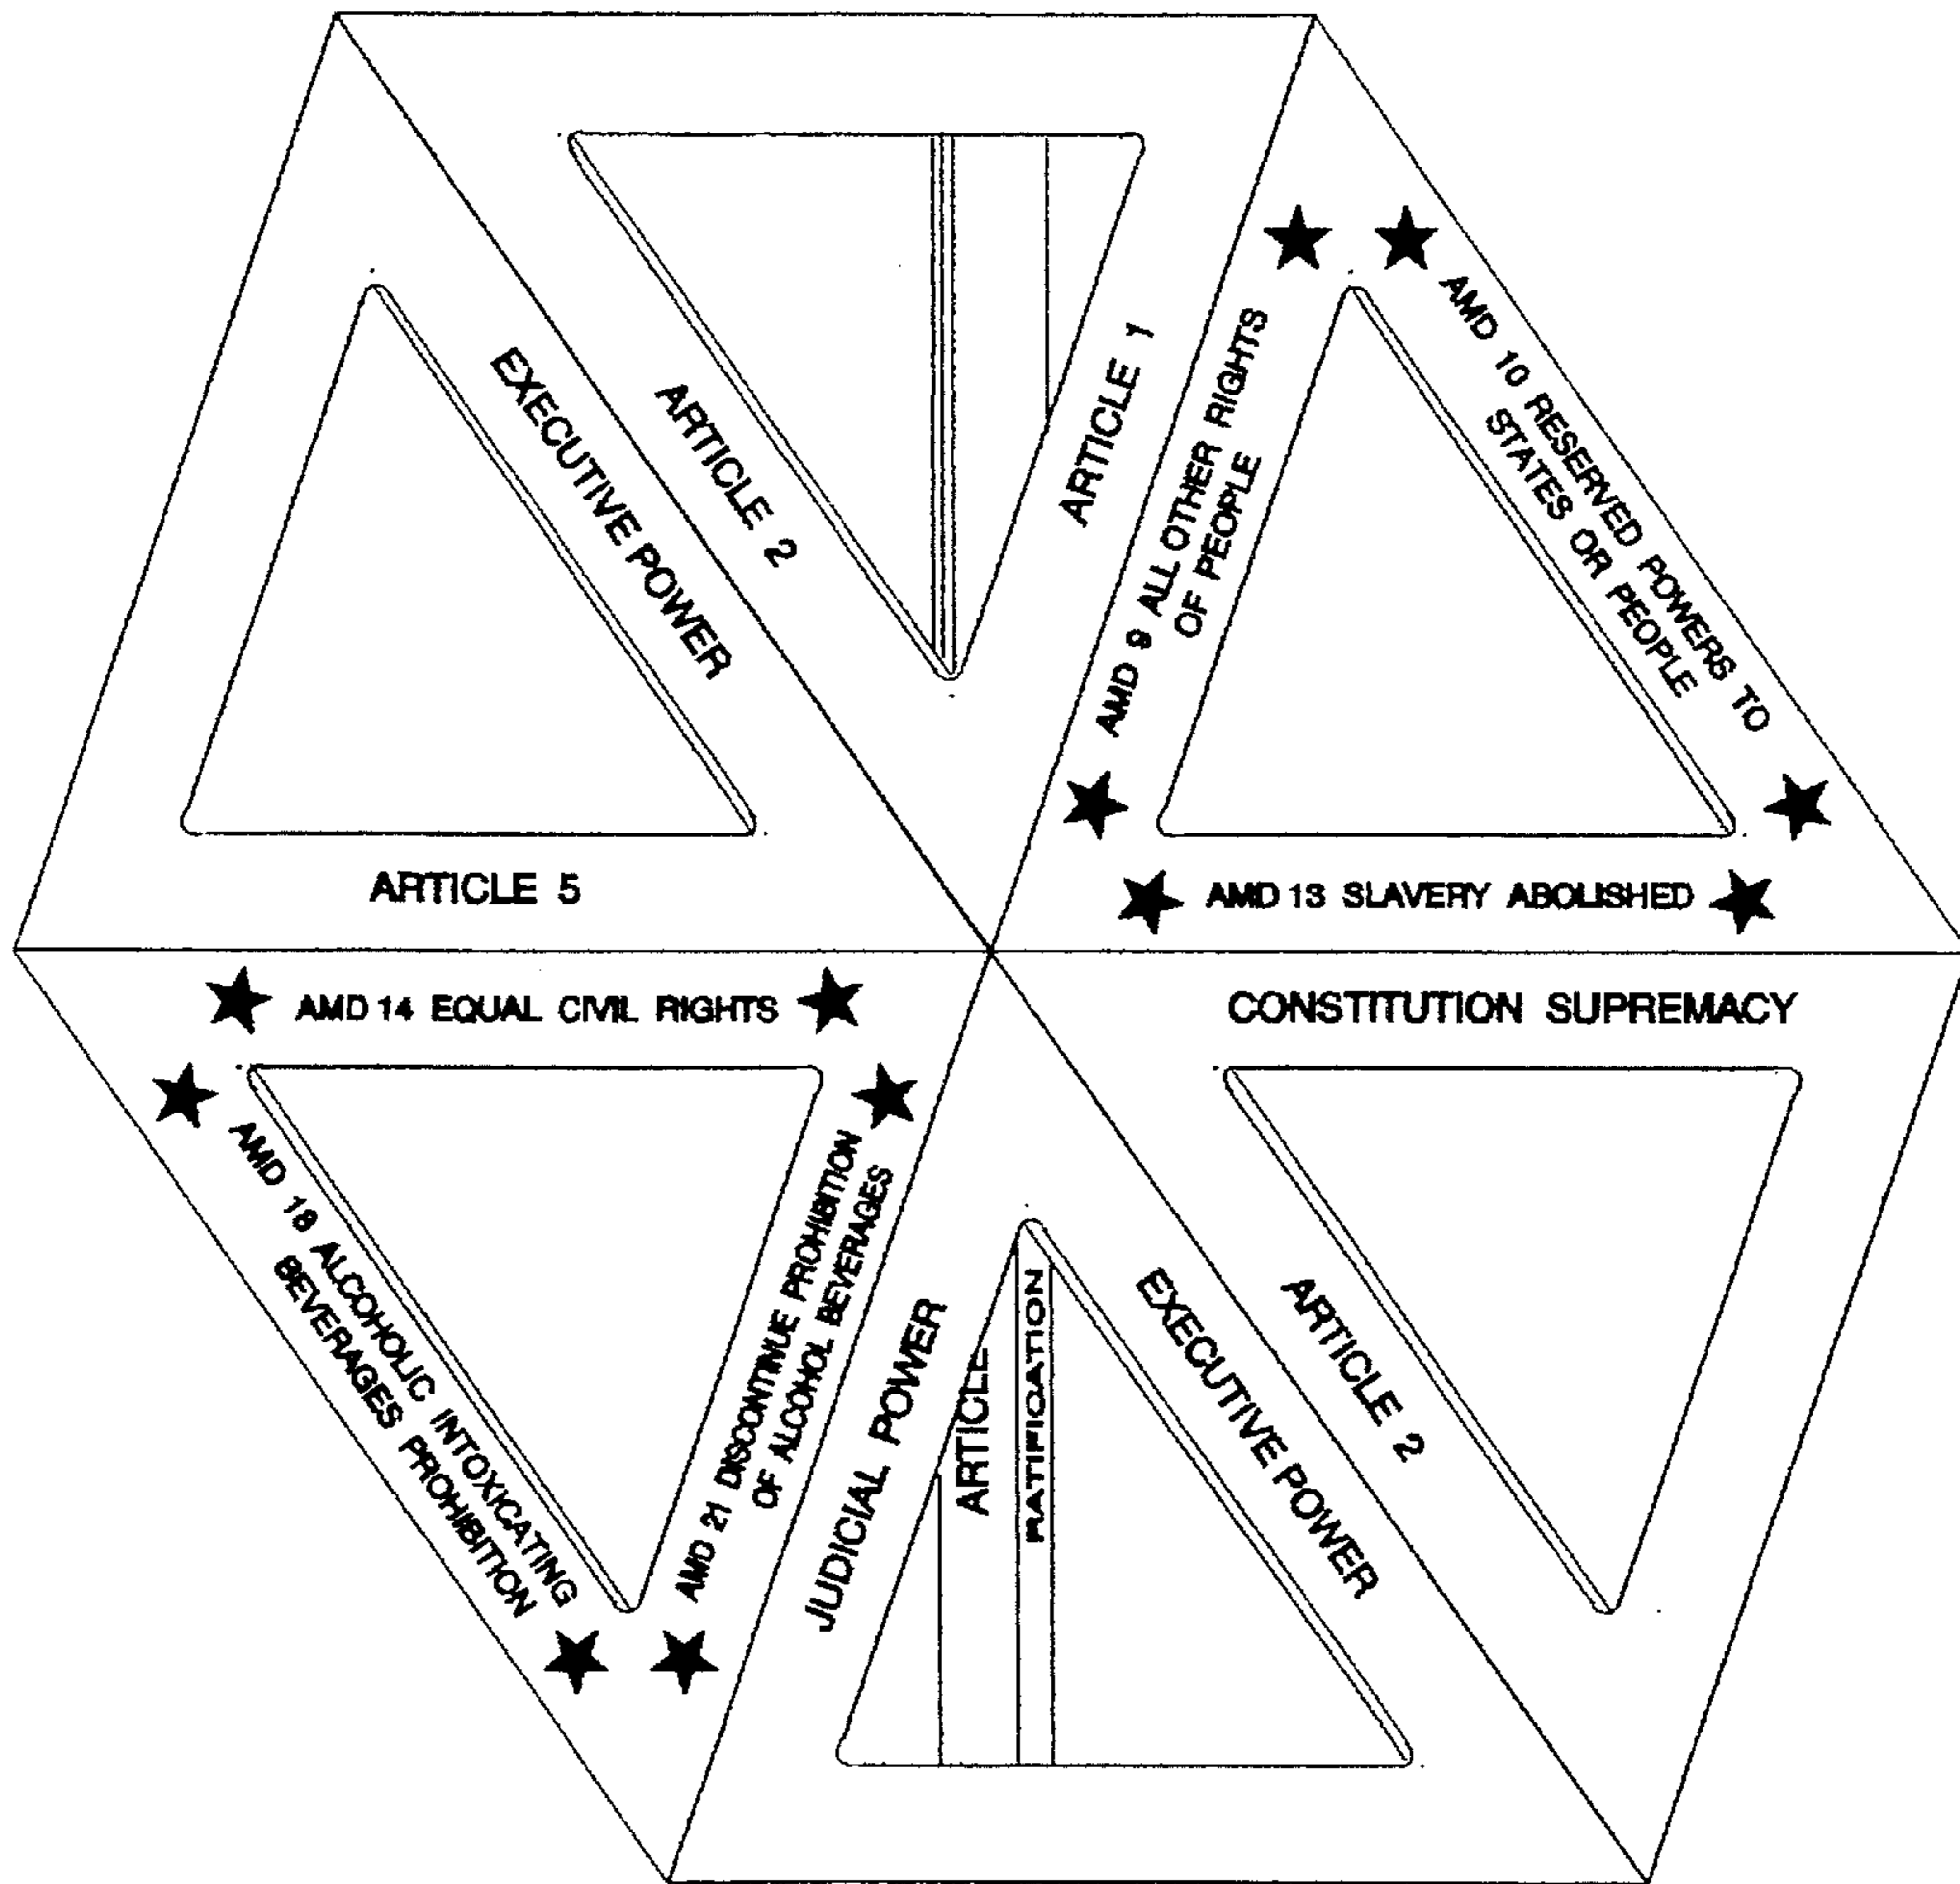 EXECUTIVE POWER
ARTICLE 2
ARTICLE 1
ARTICLE 5
AMD 9 ALL OTHER RIGHTS
OF PEOPLE
AMD 10 RESERVED POWERS TO
STATES OR PEOPLE
AMD 13 SLAVERY ABOLISHED
AMD 14 EQUAL CIVIL RIGHTS
AMD 18 ALCOHOLIC INTOXICATING
BEVERAGES PROHIBITION
AMD 21 DISCONTINUE PROHIBITION
OF ALCOHOL BEVERAGES
JUDICIAL POWER
ARTICLE
RATIFICATION
EXECUTIVE POWER
ARTICLE 2
CONSTITUTION SUPREMACY